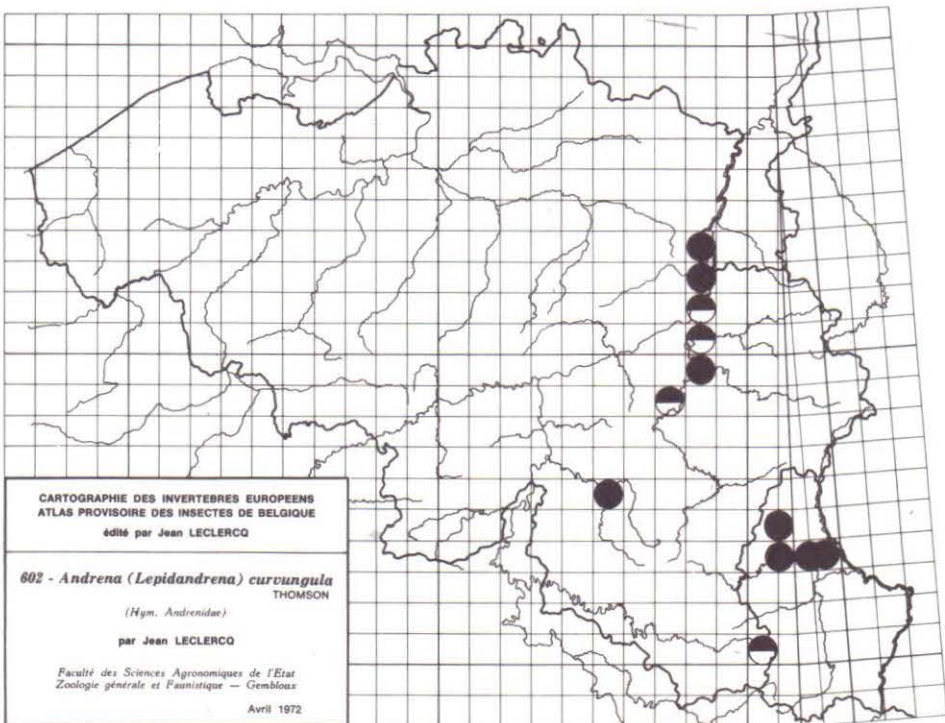 CARTOGRAPHIE DES INVERTEBRES EUROPEENS
ATLAS PROVISOIRE DES INSECTES DE BELGIQUE
édité par Jean LECLERCQ
602 - Andrena (Lepidandrena) curvungula
THOMSON
(Hym. Andrenidae)
par Jean LECLERCQ
Faculté des Sciences Agronomiques de l'Etat
Zoologie générale et Faunistique — Gembloux
Avril 1972